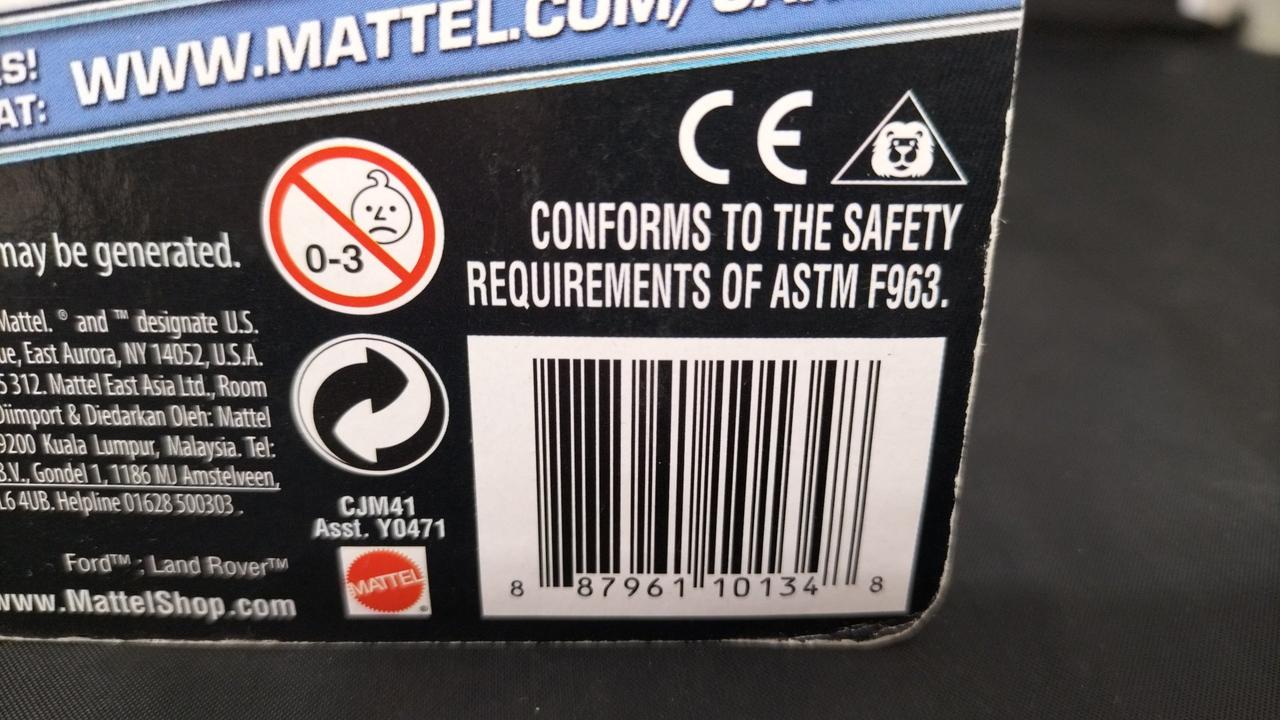 WWW.MATTEL.COM/
AT:
CE
0-3
CONFORMS TO THE SAFETY
REQUIREMENTS OF ASTM F963.
may be generated.
Mattel. ® and ™ designate U.S.
East Aurora, NY 14052, U.S.A.
5312. Mattel East Asia Ltd., Room
Diimport & Diedarkan Oleh: Mattel
9200 Kuala Lumpur, Malaysia. Tel:
B.V., Gondel 1, 1186 MJ Amstelveen,
L6 4UB. Helpline 01628 500303.
CJM41
Asst. Y0471
Ford™ ; Land Rover™
www.MattelShop.com
MATTEL®
8 87961 10134 8